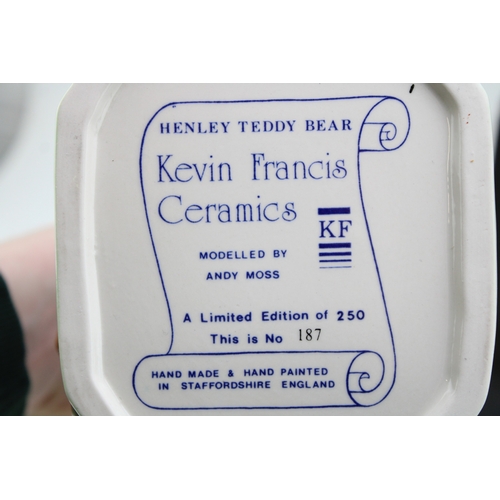 HENLEY TEDDY BEAR
Kevin Francis
Ceramics
KF
MODELLED BY
ANDY MOSS
A Limited Edition of 250
This is No 187
HAND MADE & HAND PAINTED
IN STAFFORDSHIRE ENGLAND